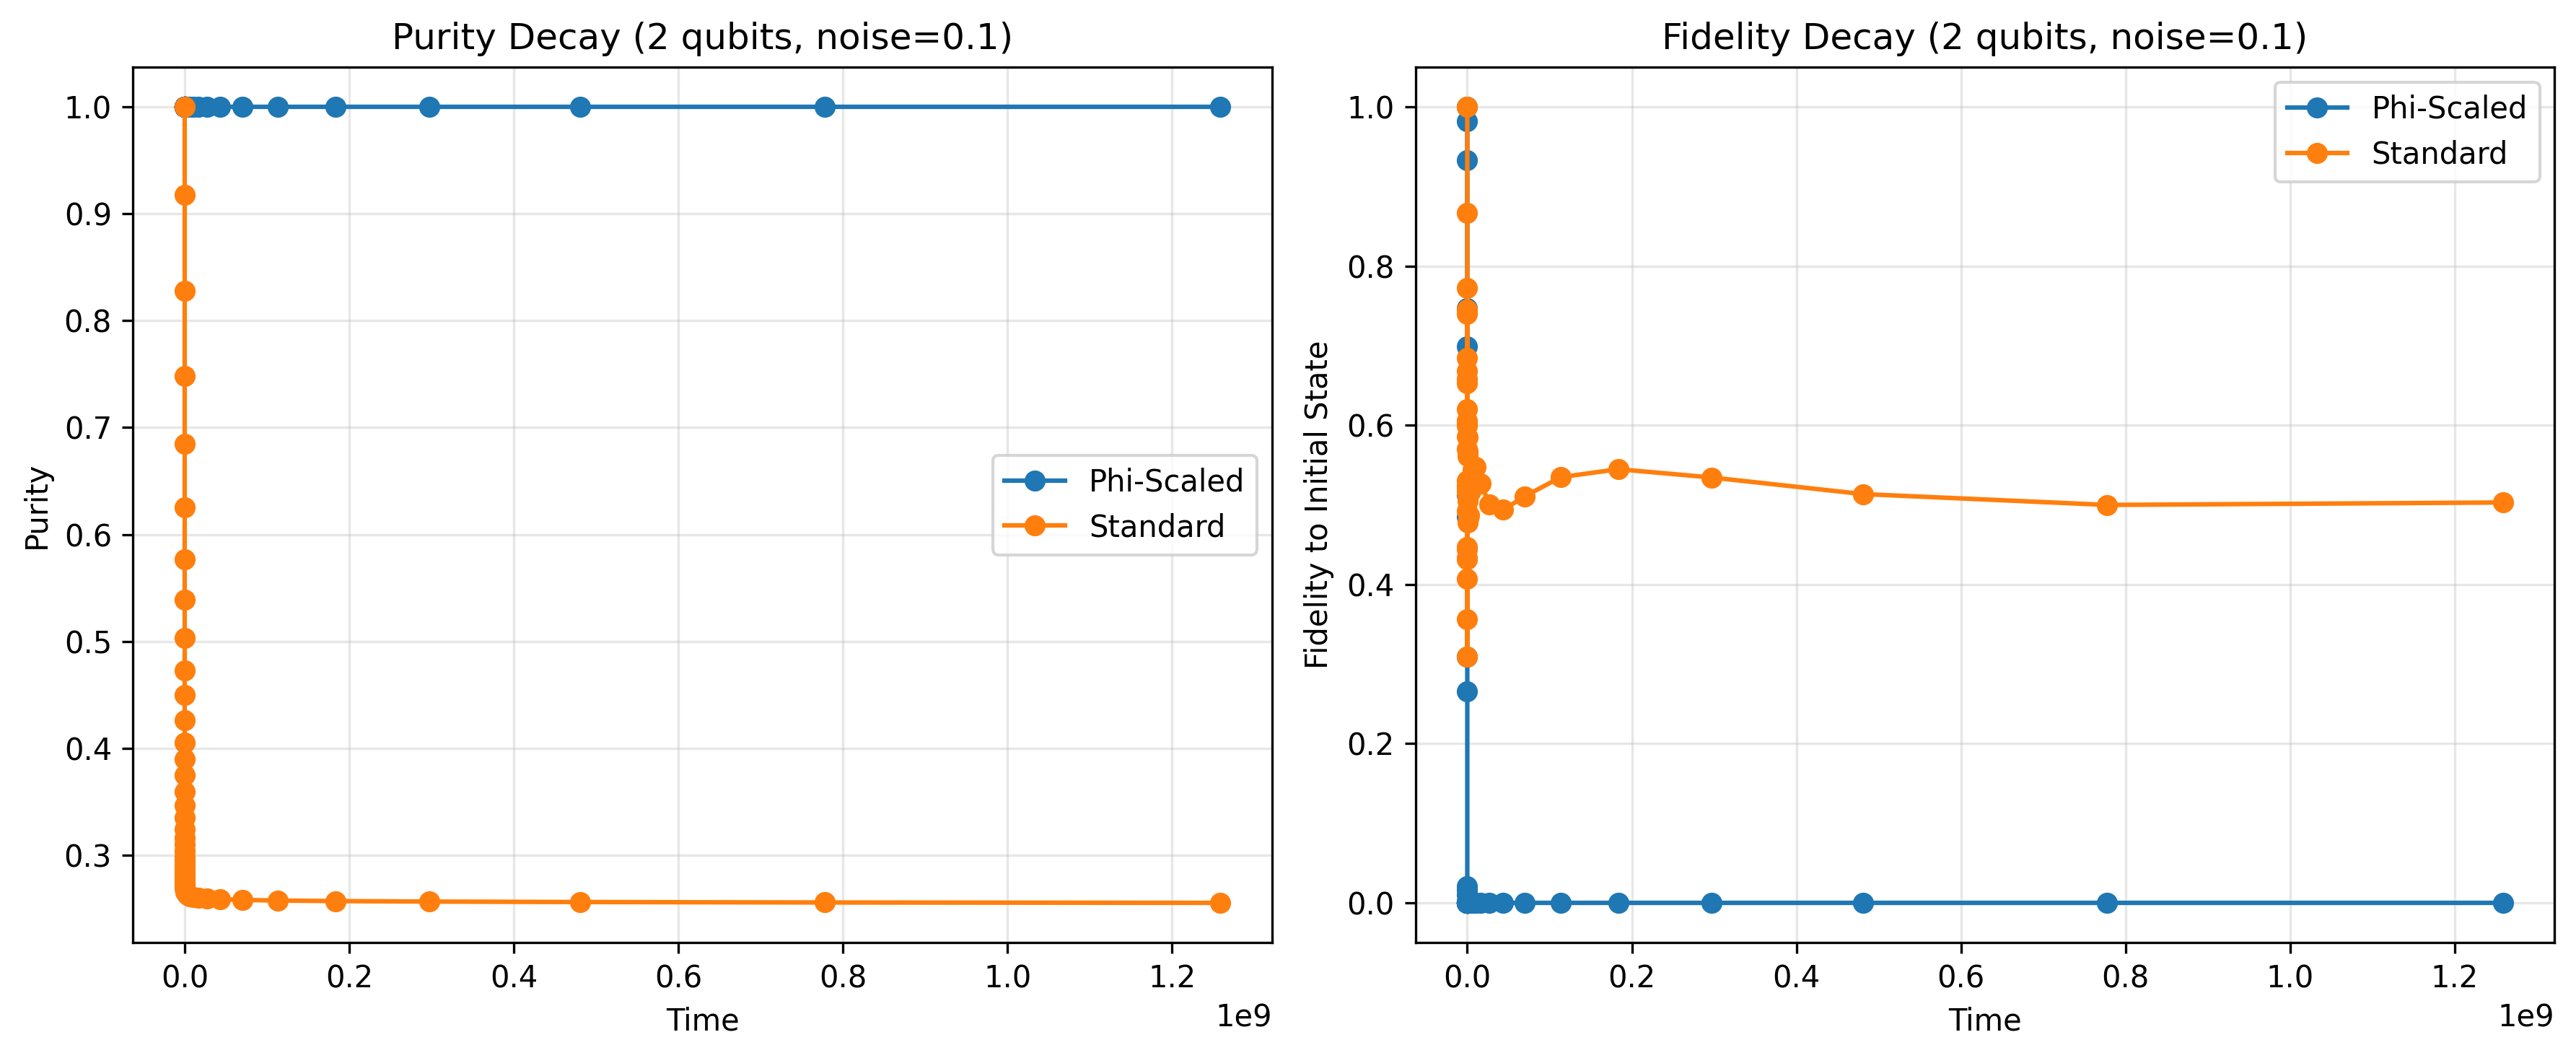 Purity Decay (2 qubits, noise=0.1)
Purity
1.0
0.9
0.8
0.7
0.6
0.5
0.4
0.3
Phi-Scaled
Standard
0.0 0.2 0.4 0.6 0.8 1.0 1.2
1e9
Time
Fidelity Decay (2 qubits, noise=0.1)
Fidelity to Initial State
1.0
0.8
0.6
0.4
0.2
0.0
Phi-Scaled
Standard
0.0 0.2 0.4 0.6 0.8 1.0 1.2
1e9
Time